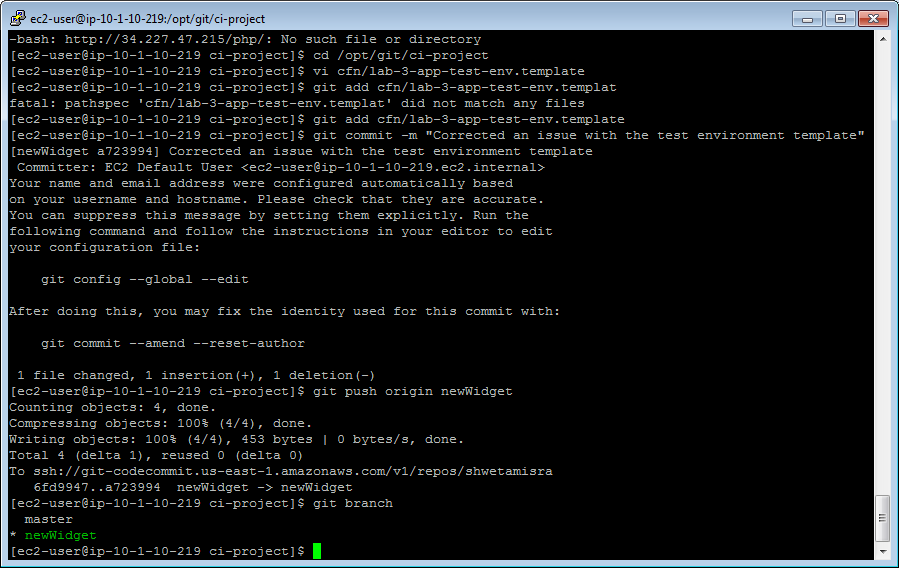 ec2-user@ip-10-1-10-219:/opt/git/ci-project
-bash: http://34.227.47.215/php/: No such file or directory
[ec2-user@ip-10-1-10-219 ci-project]$ cd /opt/git/ci-project
[ec2-user@ip-10-1-10-219 ci-project]$ vi cfn/lab-3-app-test-env.template
[ec2-user@ip-10-1-10-219 ci-project]$ git add cfn/lab-3-app-test-env.templat
fatal: pathspec 'cfn/lab-3-app-test-env.templat' did not match any files
[ec2-user@ip-10-1-10-219 ci-project]$ git add cfn/lab-3-app-test-env.template
[ec2-user@ip-10-1-10-219 ci-project]$ git commit -m "Corrected an issue with the test environment template"
[newWidget a723994] Corrected an issue with the test environment template
 Committer: EC2 Default User <ec2-user@ip-10-1-10-219.ec2.internal>
Your name and email address were configured automatically based
on your username and hostname. Please check that they are accurate.
You can suppress this message by setting them explicitly. Run the
following command and follow the instructions in your editor to edit
your configuration file:
    git config --global --edit
After doing this, you may fix the identity used for this commit with:
    git commit --amend --reset-author
 1 file changed, 1 insertion(+), 1 deletion(-)
[ec2-user@ip-10-1-10-219 ci-project]$ git push origin newWidget
Counting objects: 4, done.
Compressing objects: 100% (4/4), done.
Writing objects: 100% (4/4), 453 bytes | 0 bytes/s, done.
Total 4 (delta 1), reused 0 (delta 0)
To ssh://git-codecommit.us-east-1.amazonaws.com/v1/repos/shwetamisra
   6fd9947..a723994  newWidget -> newWidget
[ec2-user@ip-10-1-10-219 ci-project]$ git branch
  master
* newWidget
[ec2-user@ip-10-1-10-219 ci-project]$